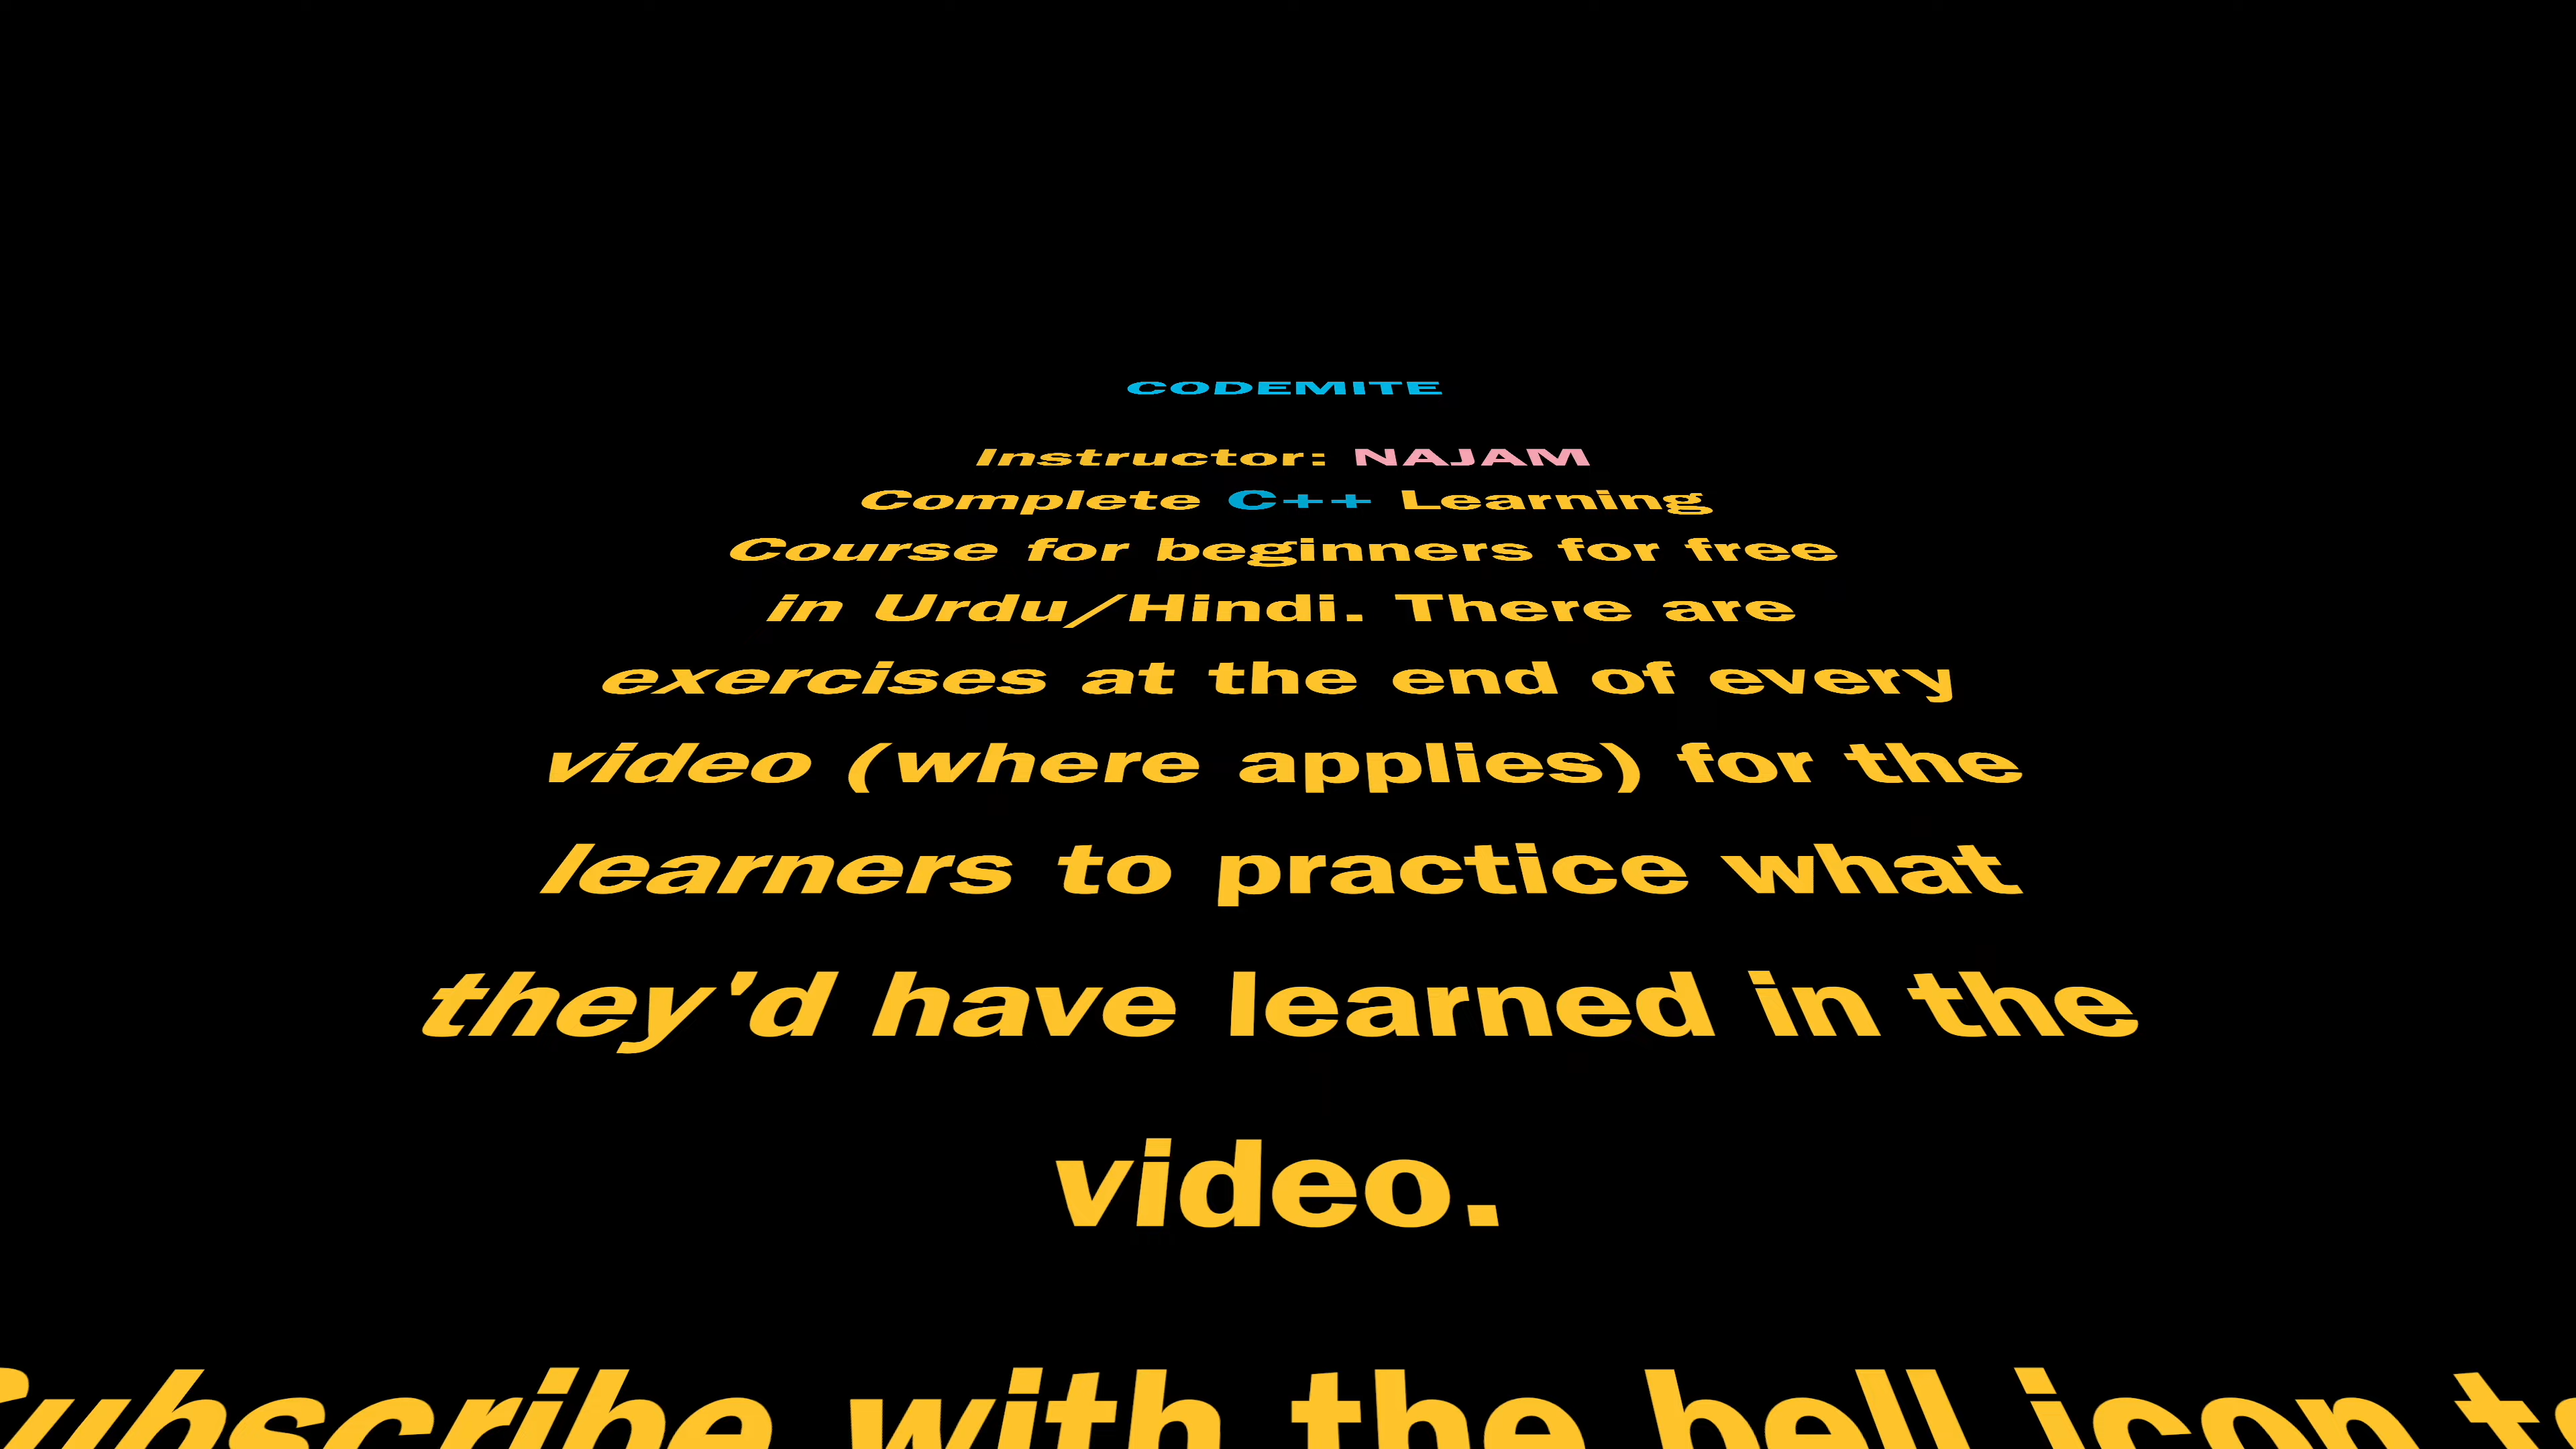 CODEMITE
Instructor: NAJAM
Complete C++ Learning
Course for beginners for free
in Urdu/Hindi. There are
exercises at the end of every
video (where applies) for the
learners to practice what
they'd have learned in the
video.
Subscribe with the bell icon to